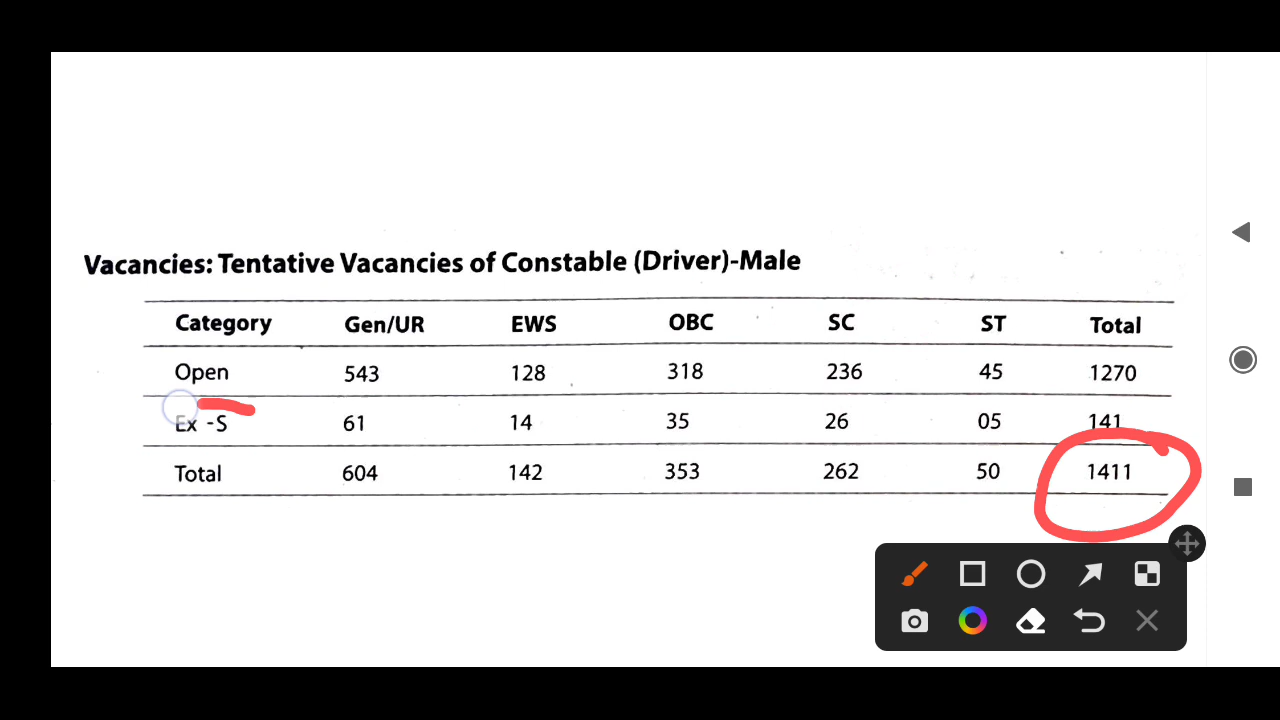 Vacancies: Tentative Vacancies of Constable (Driver)-Male
Category Gen/UR EWS OBC SC ST Total
Open 543 128 318 236 45 1270
Ex -S 61 14 35 26 05 141
Total 604 142 353 262 50 1411